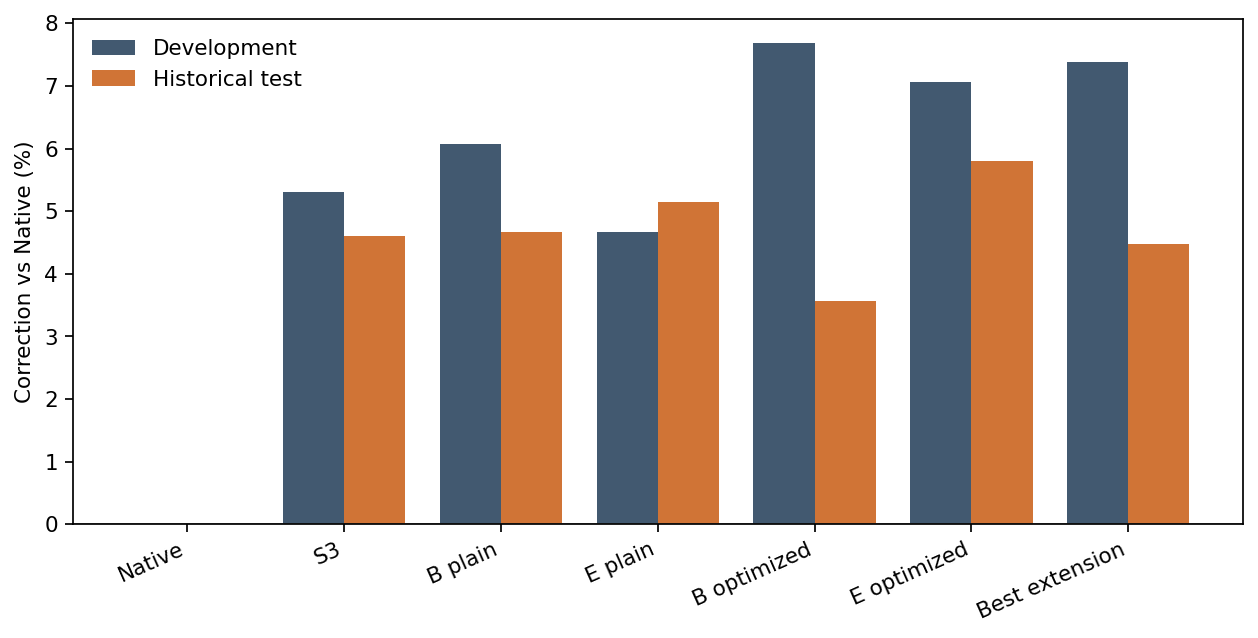 Development
Historical test
Correction vs Native (%)
8
7
6
5
4
3
2
1
0
Native
S3
B plain
E plain
B optimized
E optimized
Best extension